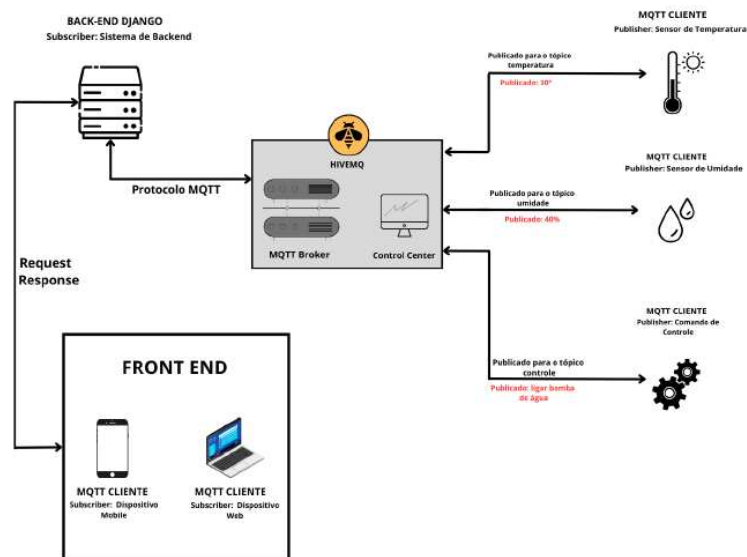 BACK-END DJANGO
Subscriber: Sistema de Backend
MQTT CLIENTE
Publisher: Sensor de Temperatura
Publicado para o tópico
temperatura
Publicado: 30°
HIVEMQ
Protocolo MQTT
MQTT Broker
Control Center
MQTT CLIENTE
Publisher: Sensor de Umidade
Publicado para o tópico
umidade
Publicado: 40%
Request
Response
MQTT CLIENTE
Publisher: Comando de
Controle
Publicado para o tópico
controle
Publicado: ligar bomba
de água
FRONT END
MQTT CLIENTE
Subscriber: Dispositivo
Mobile
MQTT CLIENTE
Subscriber: Dispositivo
Web